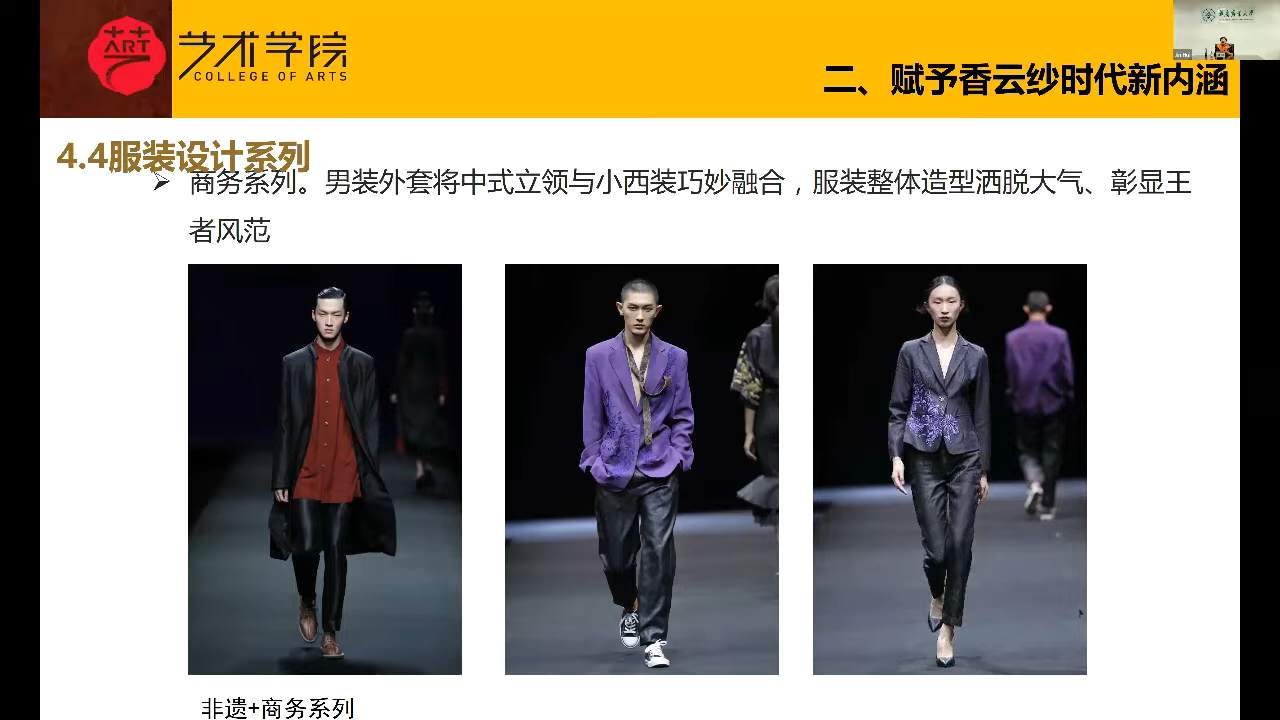 ART
艺术学院
COLLEGE OF ARTS
二、赋予香云纱时代新内涵
4.4服装设计系列
➢ 商务系列。男装外套将中式立领与小西装巧妙融合，服装整体造型洒脱大气、彰显王
者风范
非遗+商务系列